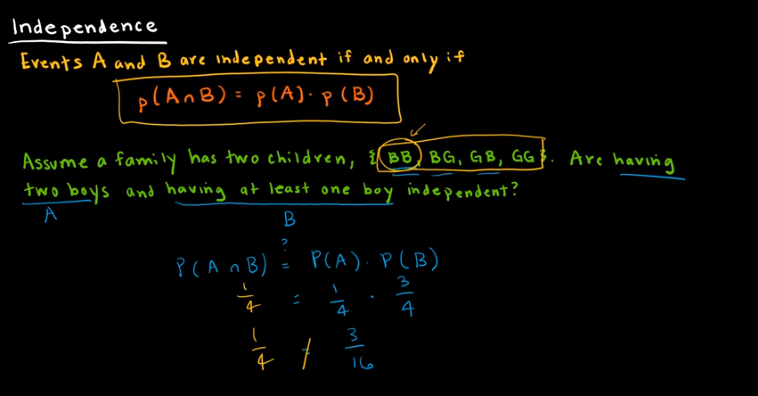 Independence
Events A and B are independent if and only if
p(A∩B) = p(A)·p(B)
Assume a family has two children, {BB, BG, GB, GG}. Are having
two boys and having at least one boy independent?
A B
P(A∩B) ?= P(A)·P(B)
1/4 = 1/4 · 3/4
1/4 ≠ 3/16